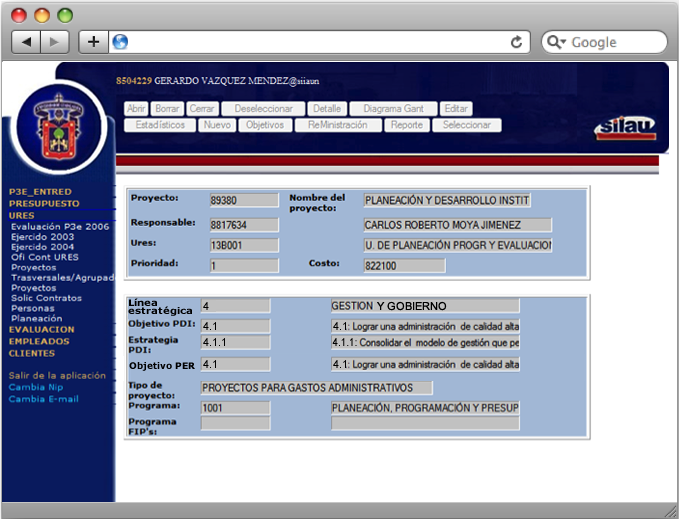 Google
8504229 GERARDO VAZQUEZ MENDEZ@siiaun
Abrir Borrar Cerrar Deseleccionar Detalle Diagrama Gant Editar
Estadísticos Nuevo Objetivos ReMinistración Reporte Seleccionar
siiau
P3E_ENTRED
PRESUPUESTO
URES
Evaluación P3e 2006
Ejercido 2003
Ejercido 2004
Ofi Cont URES
Proyectos
Trasversales/Agrupad
Proyectos
Solic Contratos
Personas
Planeación
EVALUACION
EMPLEADOS
CLIENTES
Salir de la aplicación
Cambia Nip
Cambia E-mail
Proyecto: 89380 Nombre del proyecto: PLANEACIÓN Y DESARROLLO INSTIT
Responsable: 8817634 CARLOS ROBERTO MOYA JIMENEZ
Ures: 13B001 U. DE PLANEACIÓN PROGR Y EVALUACION
Prioridad: 1 Costo: 822100
Línea estratégica 4 GESTION Y GOBIERNO
Objetivo PDI: 4.1 4.1: Lograr una administración de calidad alta
Estrategia PDI: 4.1.1 4.1.1: Consolidar el modelo de gestión que pe
Objetivo PER 4.1 4.1: Lograr una administración de calidad alta
Tipo de proyecto: PROYECTOS PARA GASTOS ADMINISTRATIVOS
Programa: 1001 PLANEACIÓN, PROGRAMACIÓN Y PRESUP
Programa FIP's: